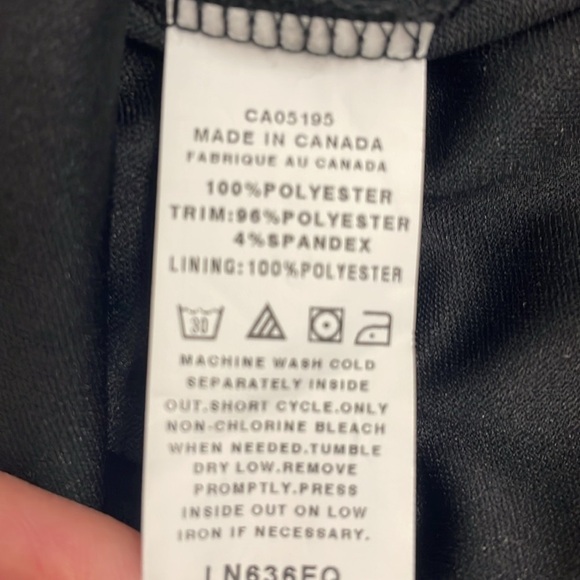 CA05195
MADE IN CANADA
FABRIQUE AU CANADA
100%POLYESTER
TRIM:96%POLYESTER
4%SPANDEX
LINING:100%POLYESTER
30
MACHINE WASH COLD
SEPARATELY INSIDE
OUT.SHORT CYCLE.ONLY
NON-CHLORINE BLEACH
WHEN NEEDED.TUMBLE
DRY LOW.REMOVE
PROMPTLY.PRESS
INSIDE OUT ON LOW
IRON IF NECESSARY.